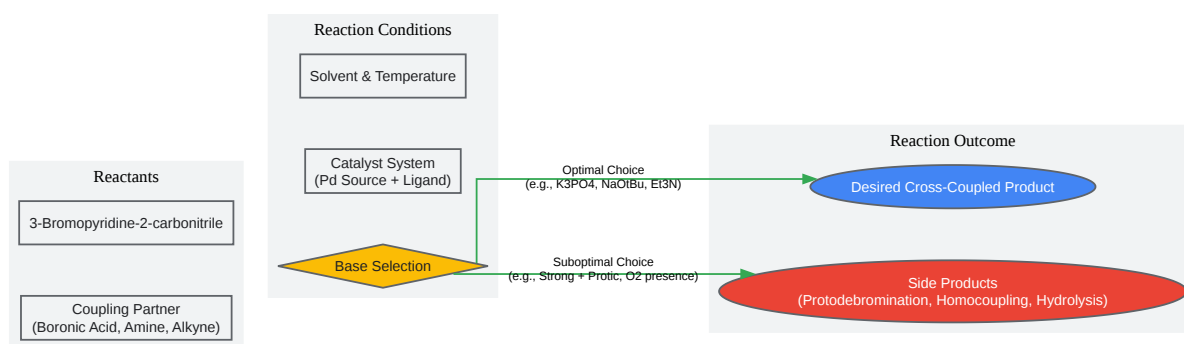 Reactants
3-Bromopyridine-2-carbonitrile
Coupling Partner
(Boronic Acid, Amine, Alkyne)
Reaction Conditions
Solvent & Temperature
Catalyst System
(Pd Source + Ligand)
Base Selection
Optimal Choice
(e.g., K3PO4, NaOtBu, Et3N)
Suboptimal Choice
(e.g., Strong + Protic, O2 presence)
Reaction Outcome
Desired Cross-Coupled Product
Side Products
(Protodebromination, Homocoupling, Hydrolysis)